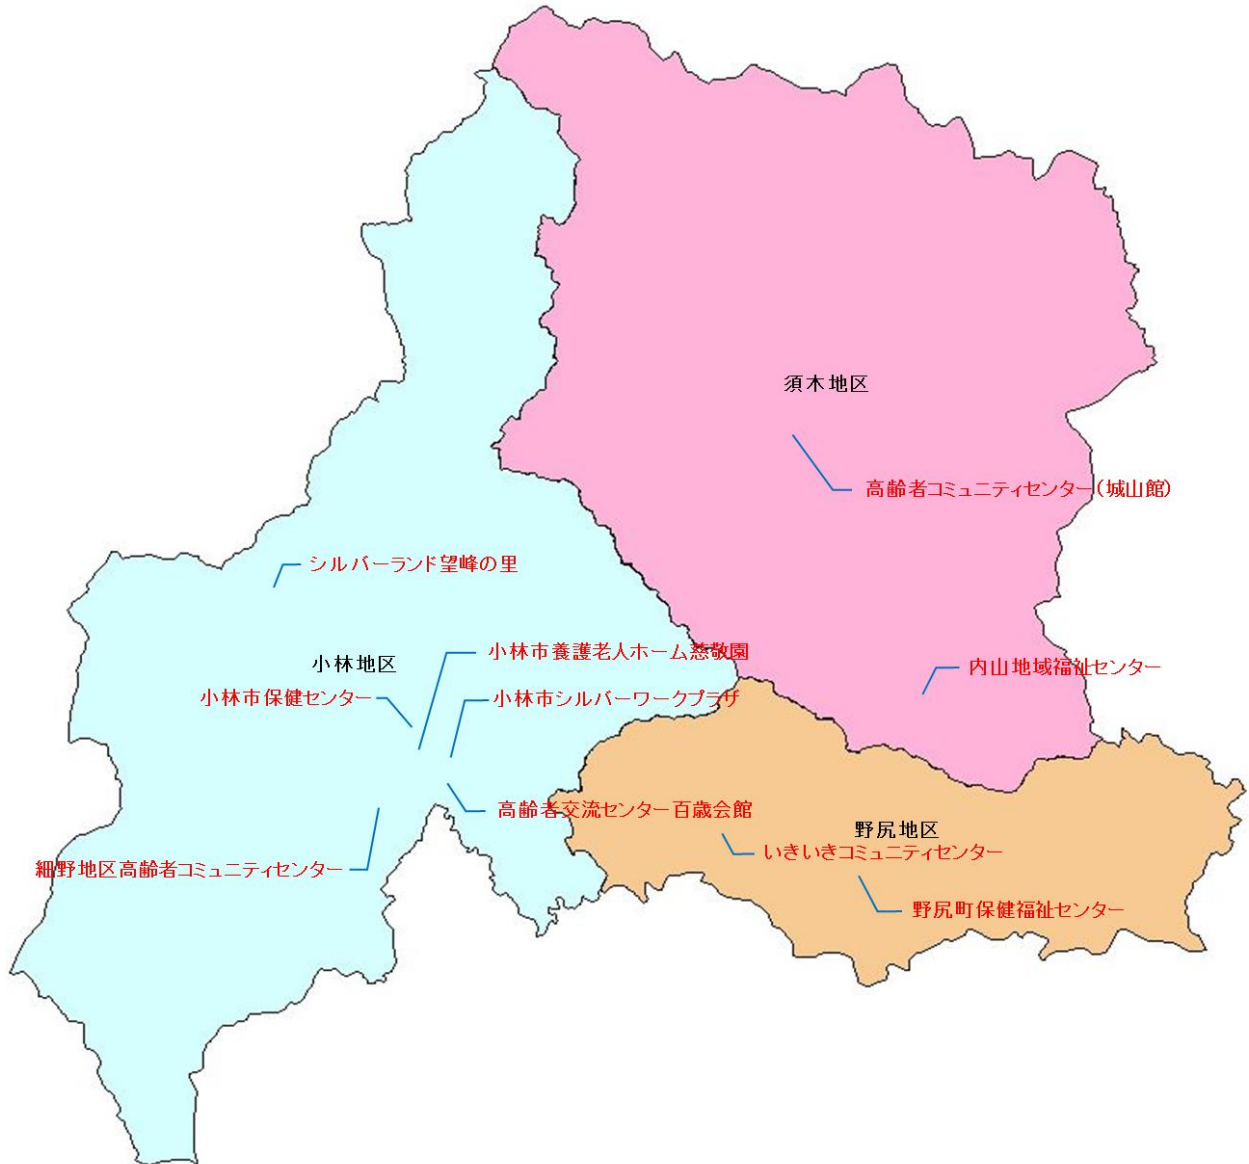 須木地区
高齢者コミュニティセンター(城山館)
シルバーランド望峰の里
小林市養護老人ホーム慈敬園
小林地区
内山地域福祉センター
小林市保健センター
小林市シルバーワークプラザ
高齢者交流センター百歳会館
野尻地区
いきいきコミュニティセンター
細野地区高齢者コミュニティセンター
野尻町保健福祉センター